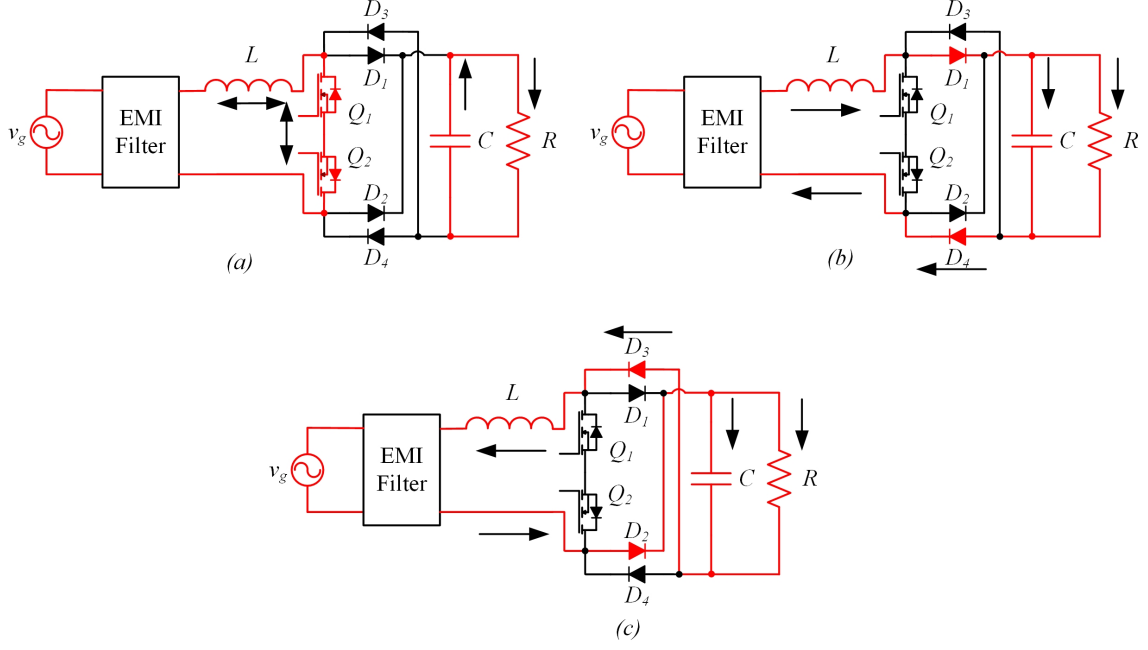 D3
L
D1
EMI
Filter
Q1
vg
C
R
Q2
D2
D4
(a)
D3
L
D1
EMI
Filter
Q1
vg
C
R
Q2
D2
D4
(b)
D3
L
D1
EMI
Filter
Q1
vg
C
R
Q2
D2
D4
(c)